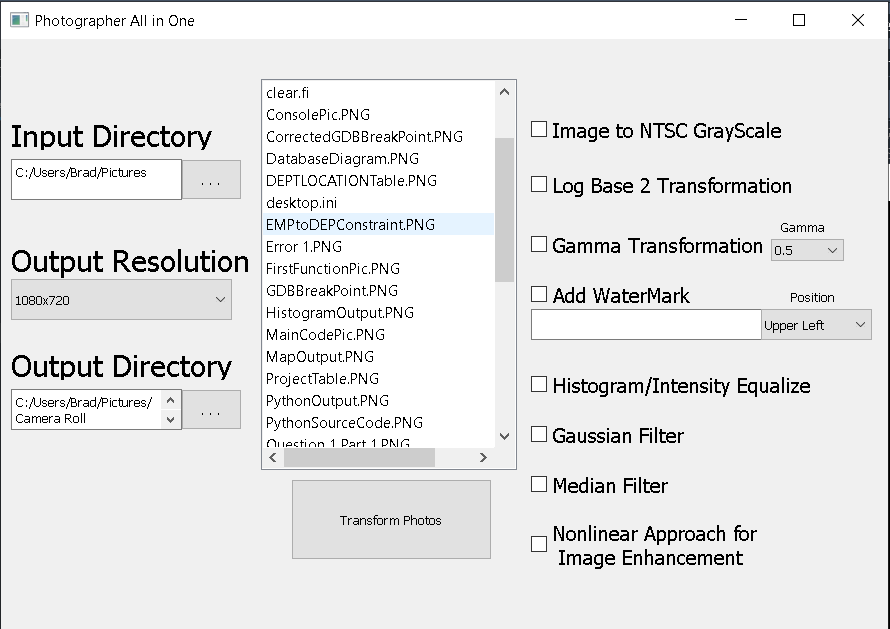 Photographer All in One
Input Directory
C:/Users/Brad/Pictures
. . .
Output Resolution
1080x720
Output Directory
C:/Users/Brad/Pictures/
Camera Roll
. . .
clear.fi
ConsolePic.PNG
CorrectedGDBBreakPoint.PNG
DatabaseDiagram.PNG
DEPTLOCATIONTable.PNG
desktop.ini
EMPtoDEPConstraint.PNG
Error 1.PNG
FirstFunctionPic.PNG
GDBBreakPoint.PNG
HistogramOutput.PNG
MainCodePic.PNG
MapOutput.PNG
ProjectTable.PNG
PythonOutput.PNG
PythonSourceCode.PNG
Question 1 Part 1.PNG
Transform Photos
Image to NTSC GrayScale
Log Base 2 Transformation
Gamma
Gamma Transformation
0.5
Add WaterMark
Position
Upper Left
Histogram/Intensity Equalize
Gaussian Filter
Median Filter
Nonlinear Approach for
Image Enhancement